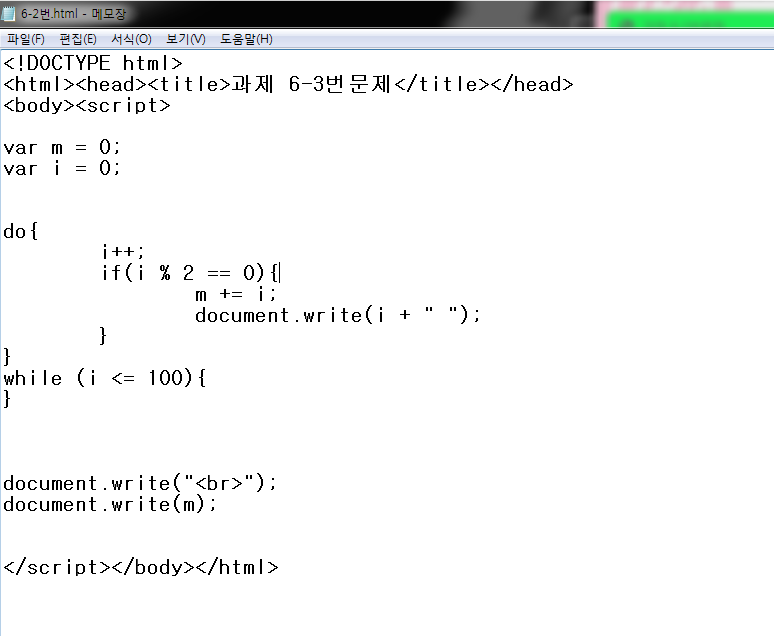 6-2번.html - 메모장
파일(F) 편집(E) 서식(O) 보기(V) 도움말(H)
<!DOCTYPE html>
<html><head><title>과제 6-3번문제</title></head>
<body><script>
var m = 0;
var i = 0;
do{
i++;
if(i % 2 == 0){
m += i;
document.write(i + " ");
}
}
while (i <= 100){
}
document.write("<br>");
document.write(m);
</script></body></html>